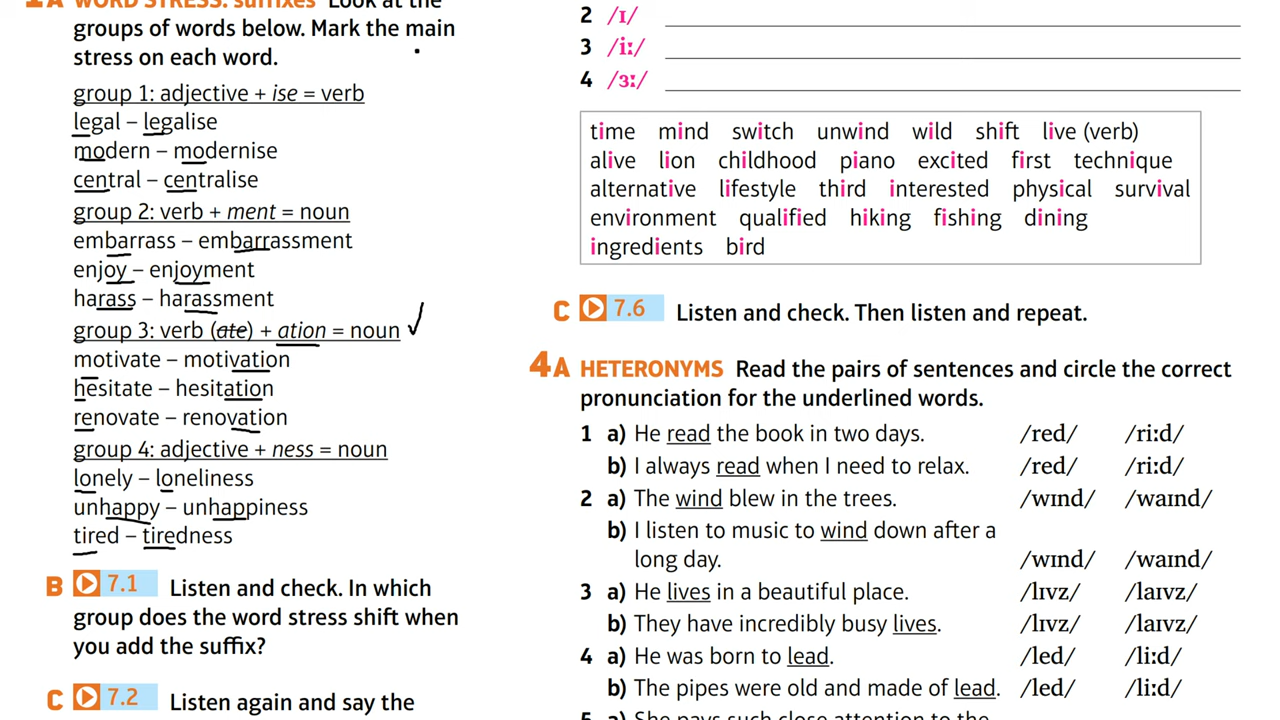 1A WORD STRESS: suffixes Look at the
groups of words below. Mark the main
stress on each word.
group 1: adjective + ise = verb
legal – legalise
modern – modernise
central – centralise
group 2: verb + ment = noun
embarrass – embarrassment
enjoy – enjoyment
harass – harassment
group 3: verb (ate) + ation = noun
motivate – motivation
hesitate – hesitation
renovate – renovation
group 4: adjective + ness = noun
lonely – loneliness
unhappy – unhappiness
tired – tiredness
B 7.1 Listen and check. In which
group does the word stress shift when
you add the suffix?
C 7.2 Listen again and say the
2 /ɪ/
3 /iː/
4 /ɜː/
time mind switch unwind wild shift live (verb)
alive lion childhood piano excited first technique
alternative lifestyle third interested physical survival
environment qualified hiking fishing dining
ingredients bird
C 7.6 Listen and check. Then listen and repeat.
4A HETERONYMS Read the pairs of sentences and circle the correct
pronunciation for the underlined words.
1 a) He read the book in two days. /red/ /riːd/
b) I always read when I need to relax. /red/ /riːd/
2 a) The wind blew in the trees. /wɪnd/ /waɪnd/
b) I listen to music to wind down after a
long day. /wɪnd/ /waɪnd/
3 a) He lives in a beautiful place. /lɪvz/ /laɪvz/
b) They have incredibly busy lives. /lɪvz/ /laɪvz/
4 a) He was born to lead. /led/ /liːd/
b) The pipes were old and made of lead. /led/ /liːd/
5 a) She pays such close attention to the